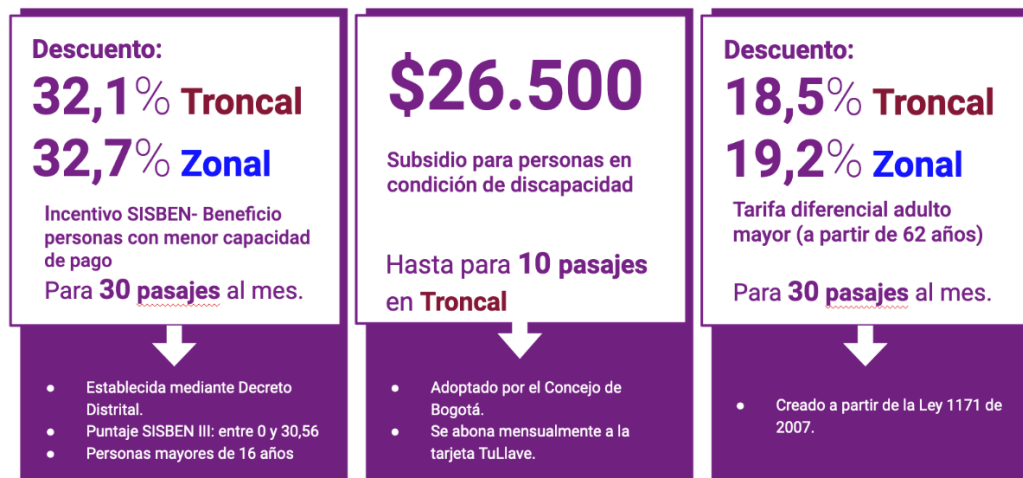 Descuento:
32,1% Troncal
32,7% Zonal
Incentivo SISBEN- Beneficio
personas con menor capacidad
de pago
Para 30 pasajes al mes.
● Establecida mediante Decreto
Distrital.
● Puntaje SISBEN III: entre 0 y 30,56
● Personas mayores de 16 años
$26.500
Subsidio para personas en
condición de discapacidad
Hasta para 10 pasajes
en Troncal
● Adoptado por el Concejo de
Bogotá.
● Se abona mensualmente a la
tarjeta TuLlave.
Descuento:
18,5% Troncal
19,2% Zonal
Tarifa diferencial adulto
mayor (a partir de 62 años)
Para 30 pasajes al mes.
● Creado a partir de la Ley 1171 de
2007.